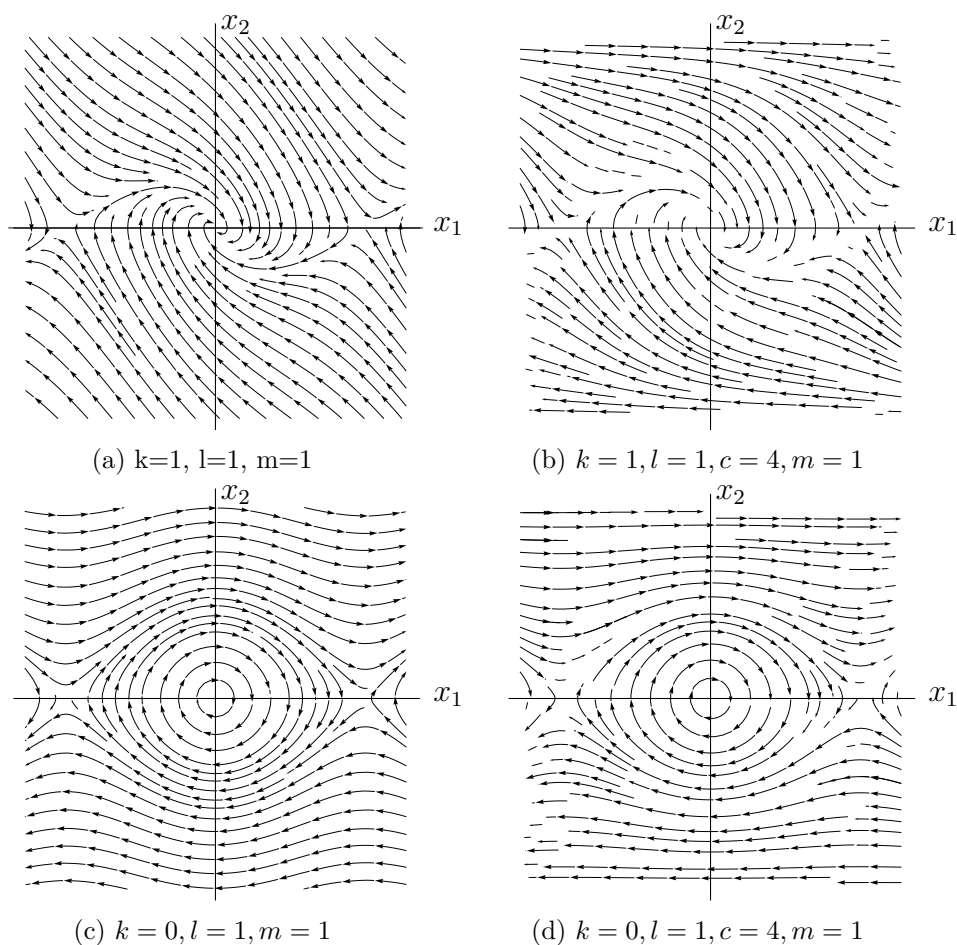 x₂
x₂
x₁
x₁
(a) k=1, l=1, m=1
(b) k = 1, l = 1, c = 4, m = 1
x₂
x₂
x₁
x₁
(c) k = 0, l = 1, m = 1
(d) k = 0, l = 1, c = 4, m = 1